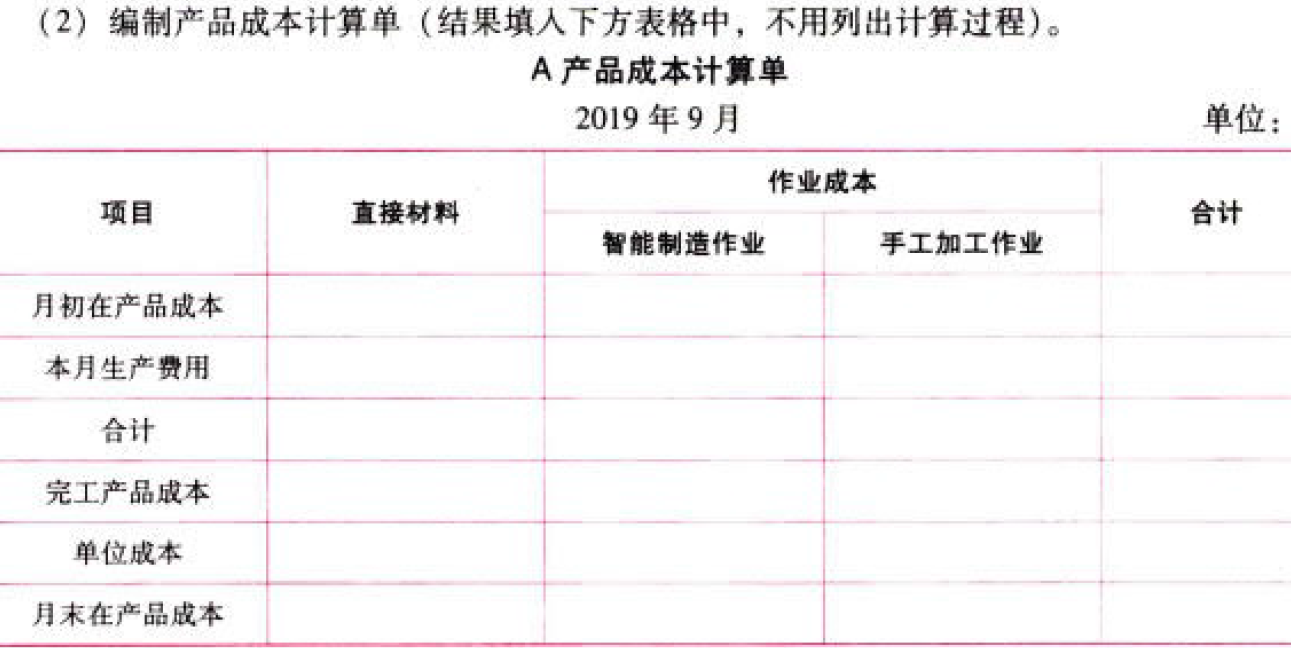 （2）编制产品成本计算单（结果填入下方表格中，不用列出计算过程）。
A 产品成本计算单
2019 年 9 月 单位：
项目 直接材料 作业成本 合计
智能制造作业 手工加工作业
月初在产品成本
本月生产费用
合计
完工产品成本
单位成本
月末在产品成本